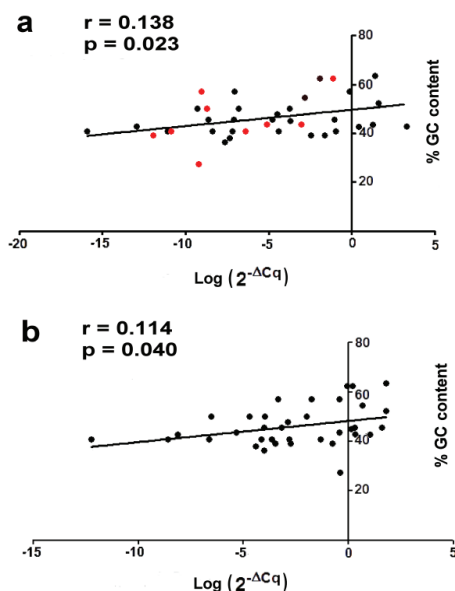 a
r = 0.138
p = 0.023
80
60
40
20
% GC content
-20 -15 -10 -5 0 5
Log (2^-ΔCq)
b
r = 0.114
p = 0.040
80
60
40
20
% GC content
-15 -10 -5 0 5
Log (2^-ΔCq)